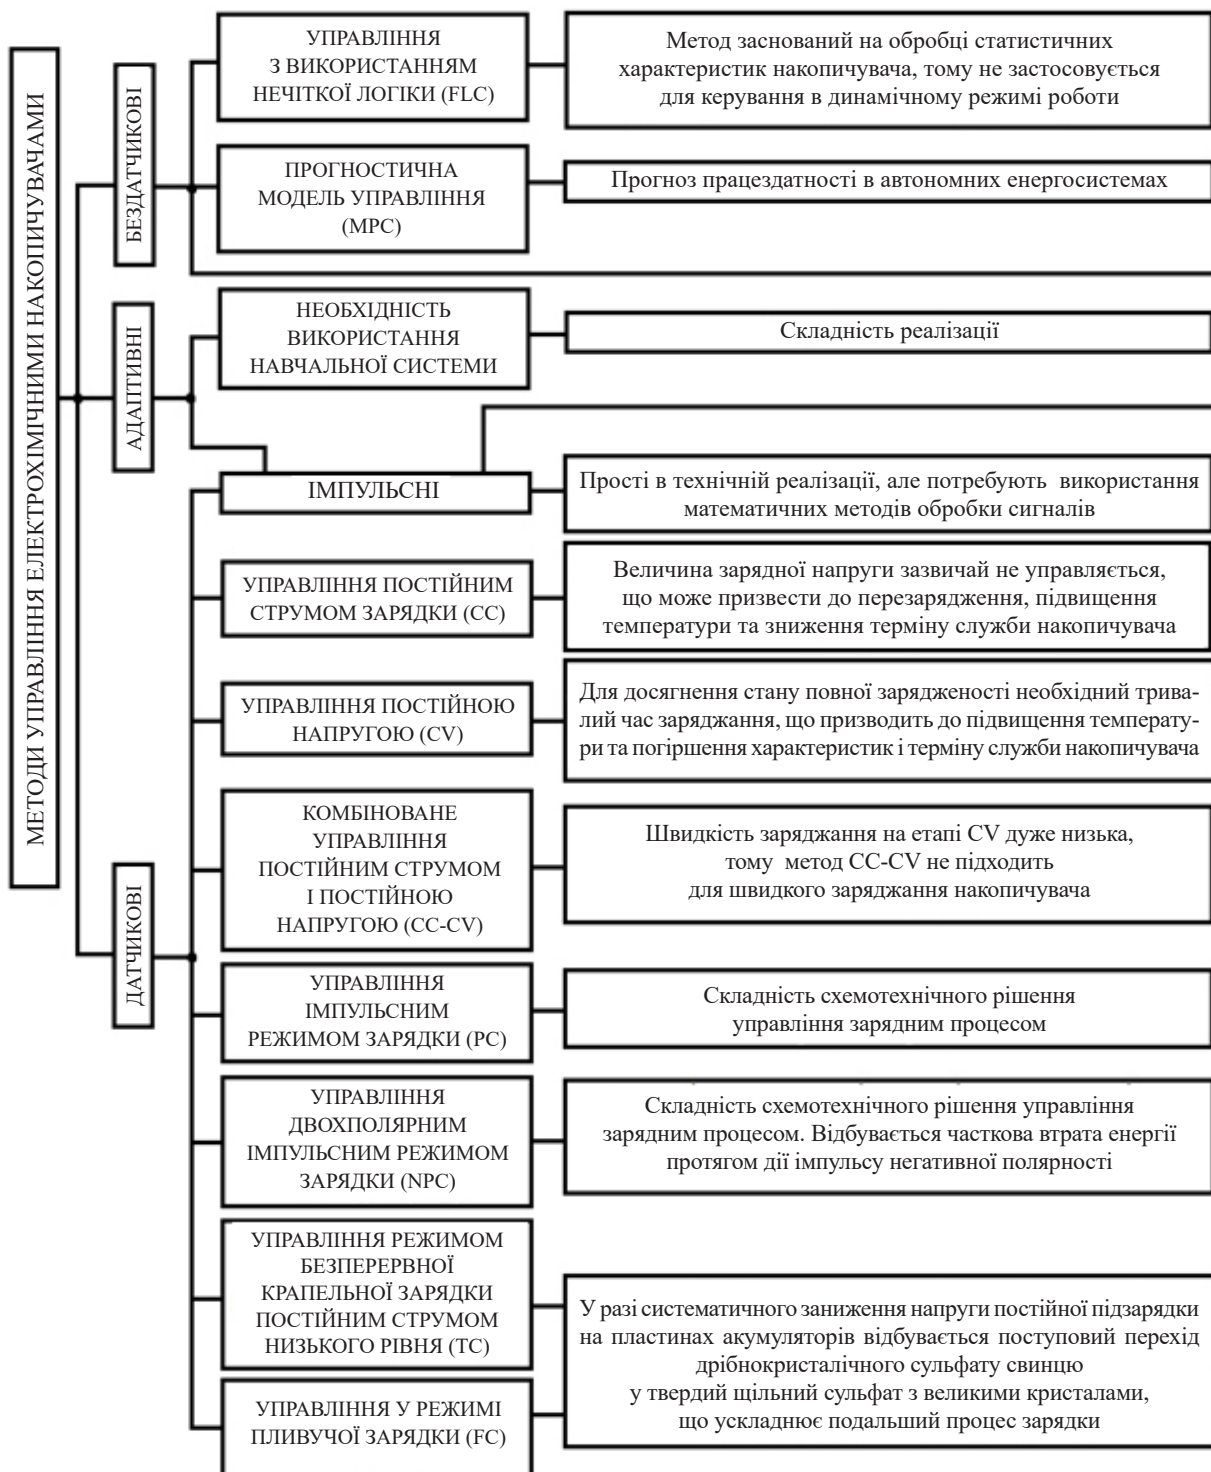 МЕТОДИ УПРАВЛІННЯ ЕЛЕКТРОХІМІЧНИМИ НАКОПИЧУВАЧАМИ
БЕЗДАТЧИКОВІ
УПРАВЛІННЯ
З ВИКОРИСТАННЯМ
НЕЧІТКОЇ ЛОГІКИ (FLC)
Метод заснований на обробці статистичних
характеристик накопичувача, тому не застосовується
для керування в динамічному режимі роботи
ПРОГНОСТИЧНА
МОДЕЛЬ УПРАВЛІННЯ
(MPC)
Прогноз працездатності в автономних енергосистемах
АДАПТИВНІ
НЕОБХІДНІСТЬ
ВИКОРИСТАННЯ
НАВЧАЛЬНОЇ СИСТЕМИ
Складність реалізації
ІМПУЛЬСНІ
Прості в технічній реалізації, але потребують використання
математичних методів обробки сигналів
ДАТЧИКОВІ
УПРАВЛІННЯ ПОСТІЙНИМ
СТРУМОМ ЗАРЯДКИ (CC)
Величина зарядної напруги зазвичай не управляється,
що може призвести до перезарядження, підвищення
температури та зниження терміну служби накопичувача
УПРАВЛІННЯ ПОСТІЙНОЮ
НАПРУГОЮ (CV)
Для досягнення стану повної зарядженості необхідний трива-
лий час заряджання, що призводить до підвищення температу-
ри та погіршення характеристик і терміну служби накопичувача
КОМБІНОВАНЕ
УПРАВЛІННЯ
ПОСТІЙНИМ СТРУМОМ
І ПОСТІЙНОЮ
НАПРУГОЮ (CC-CV)
Швидкість заряджання на етапі CV дуже низька,
тому метод CC-CV не підходить
для швидкого заряджання накопичувача
УПРАВЛІННЯ
ІМПУЛЬСНИМ
РЕЖИМОМ ЗАРЯДКИ (PC)
Складність схемотехнічного рішення
управління зарядним процесом
УПРАВЛІННЯ
ДВОХПОЛЯРНИМ
ІМПУЛЬСНИМ РЕЖИМОМ
ЗАРЯДКИ (NPC)
Складність схемотехнічного рішення управління
зарядним процесом. Відбувається часткова втрата енергії
протягом дії імпульсу негативної полярності
УПРАВЛІННЯ РЕЖИМОМ
БЕЗПЕРЕРВНОЇ
КРАПЕЛЬНОЇ ЗАРЯДКИ
ПОСТІЙНИМ СТРУМОМ
НИЗЬКОГО РІВНЯ (TC)
У разі систематичного заниження напруги постійної підзарядки
на пластинах акумуляторів відбувається поступовий перехід
дрібнокристалічного сульфату свинцю
у твердий щільний сульфат з великими кристалами,
що ускладнює подальший процес зарядки
УПРАВЛІННЯ У РЕЖИМІ
ПЛИВУЧОЇ ЗАРЯДКИ (FC)